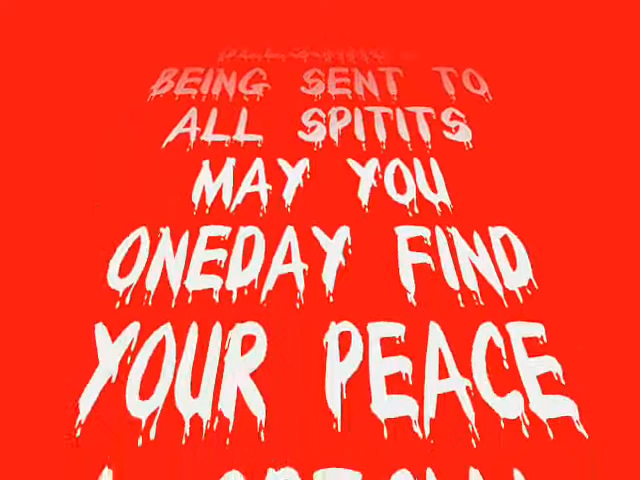 BEING SENT TO
ALL SPITITS
MAY YOU
ONEDAY FIND
YOUR PEACE